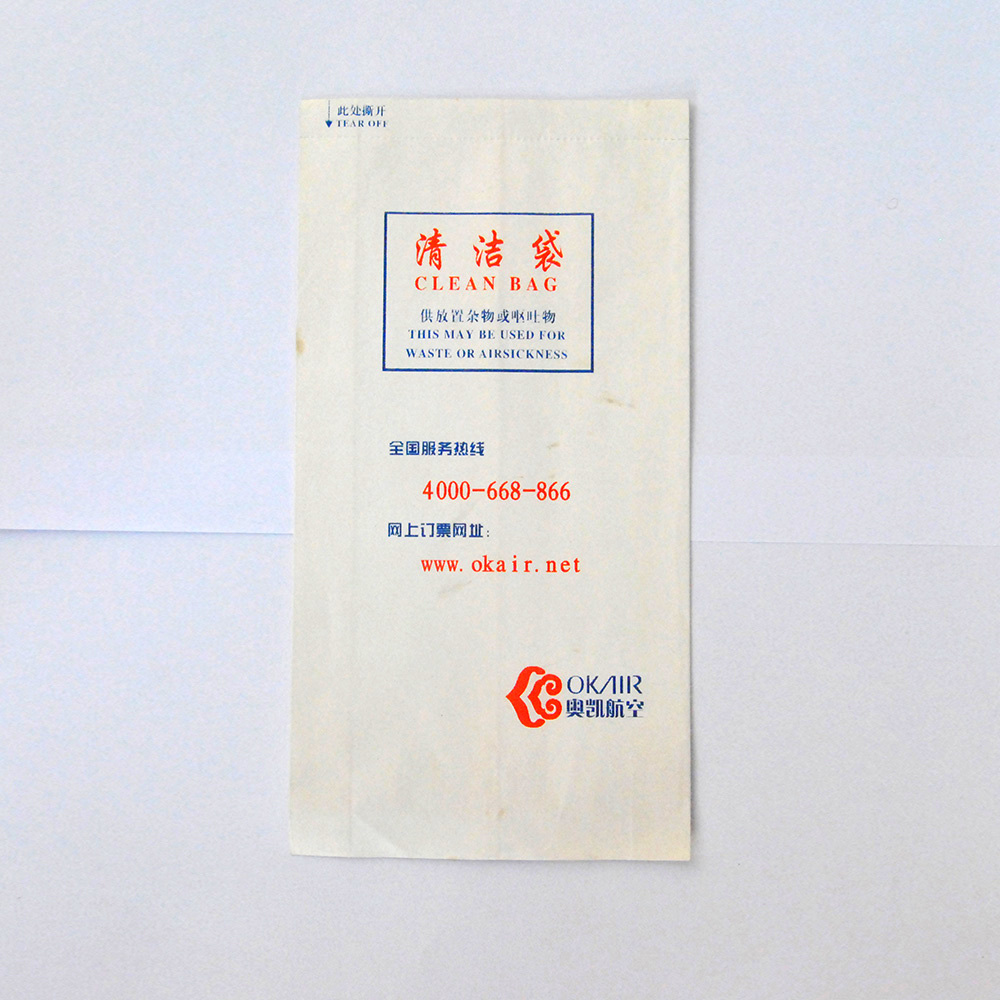 此处撕开
TEAR OFF
清洁袋
CLEAN BAG
供放置杂物或呕吐物
THIS MAY BE USED FOR
WASTE OR AIRSICKNESS
全国服务热线
4000-668-866
网上订票网址：
www.okair.net
OKAIR
奥凯航空